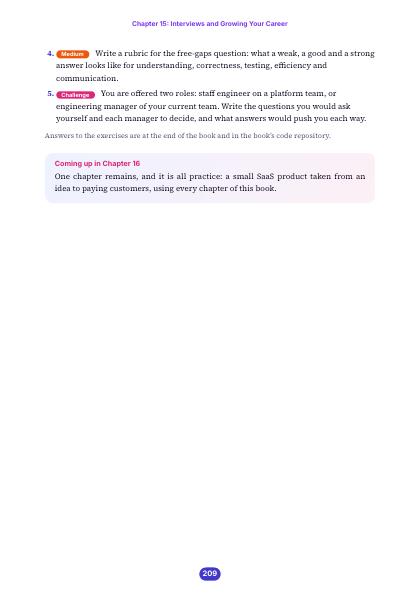 Chapter 15: Interviews and Growing Your Career
4. Medium Write a rubric for the free-gaps question: what a weak, a good and a strong
answer looks like for understanding, correctness, testing, efficiency and
communication.
5. Challenge You are offered two roles: staff engineer on a platform team, or
engineering manager of your current team. Write the questions you would ask
yourself and each manager to decide, and what answers would push you each way.
Answers to the exercises are at the end of the book and in the book's code repository.
Coming up in Chapter 16
One chapter remains, and it is all practice: a small SaaS product taken from an
idea to paying customers, using every chapter of this book.
209